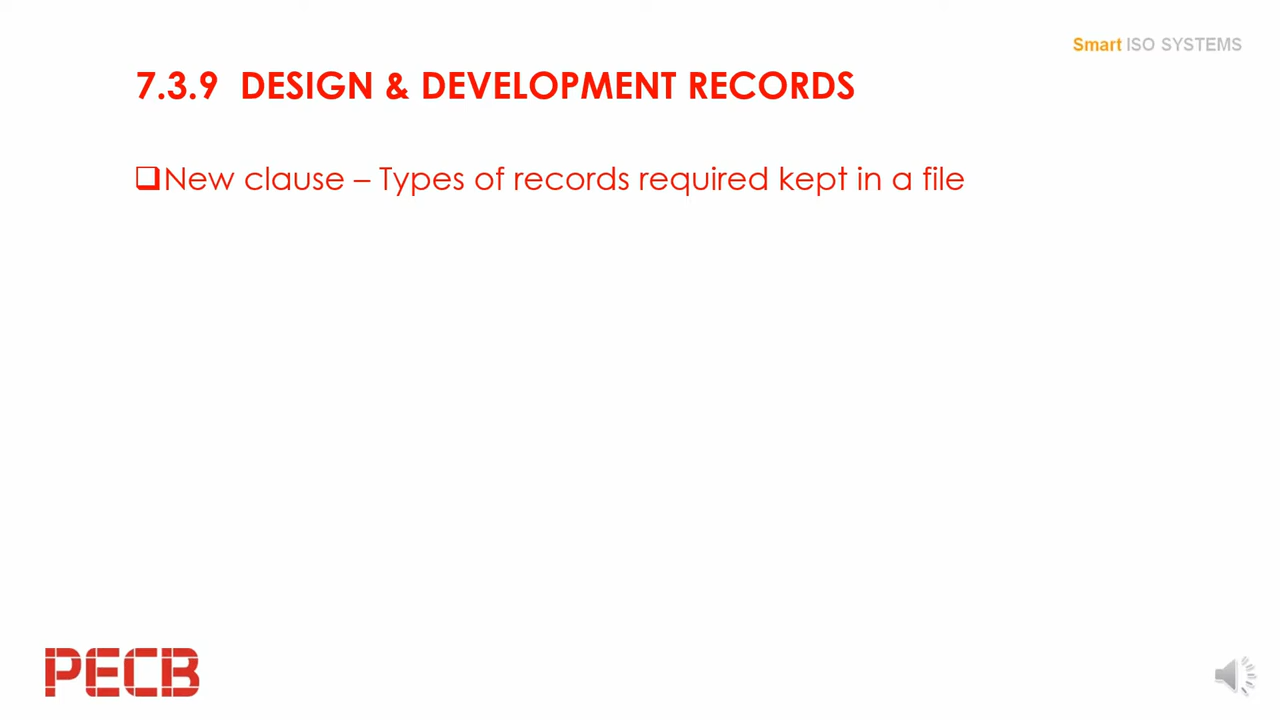 Smart ISO SYSTEMS
7.3.9 DESIGN & DEVELOPMENT RECORDS
❑New clause – Types of records required kept in a file
PECB